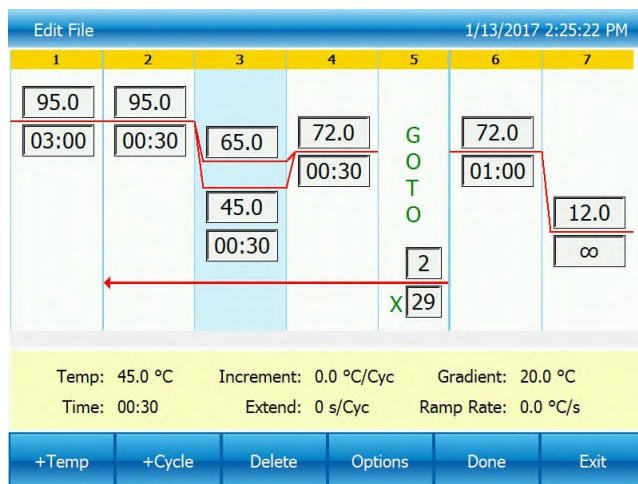 Edit File 1/13/2017 2:25:22 PM
1 2 3 4 5 6 7
95.0 95.0
03:00 00:30
65.0
45.0
00:30
72.0
00:30
G
O
T
O
2
X 29
72.0
01:00
12.0
∞
Temp: 45.0 °C Increment: 0.0 °C/Cyc Gradient: 20.0 °C
Time: 00:30 Extend: 0 s/Cyc Ramp Rate: 0.0 °C/s
+Temp +Cycle Delete Options Done Exit